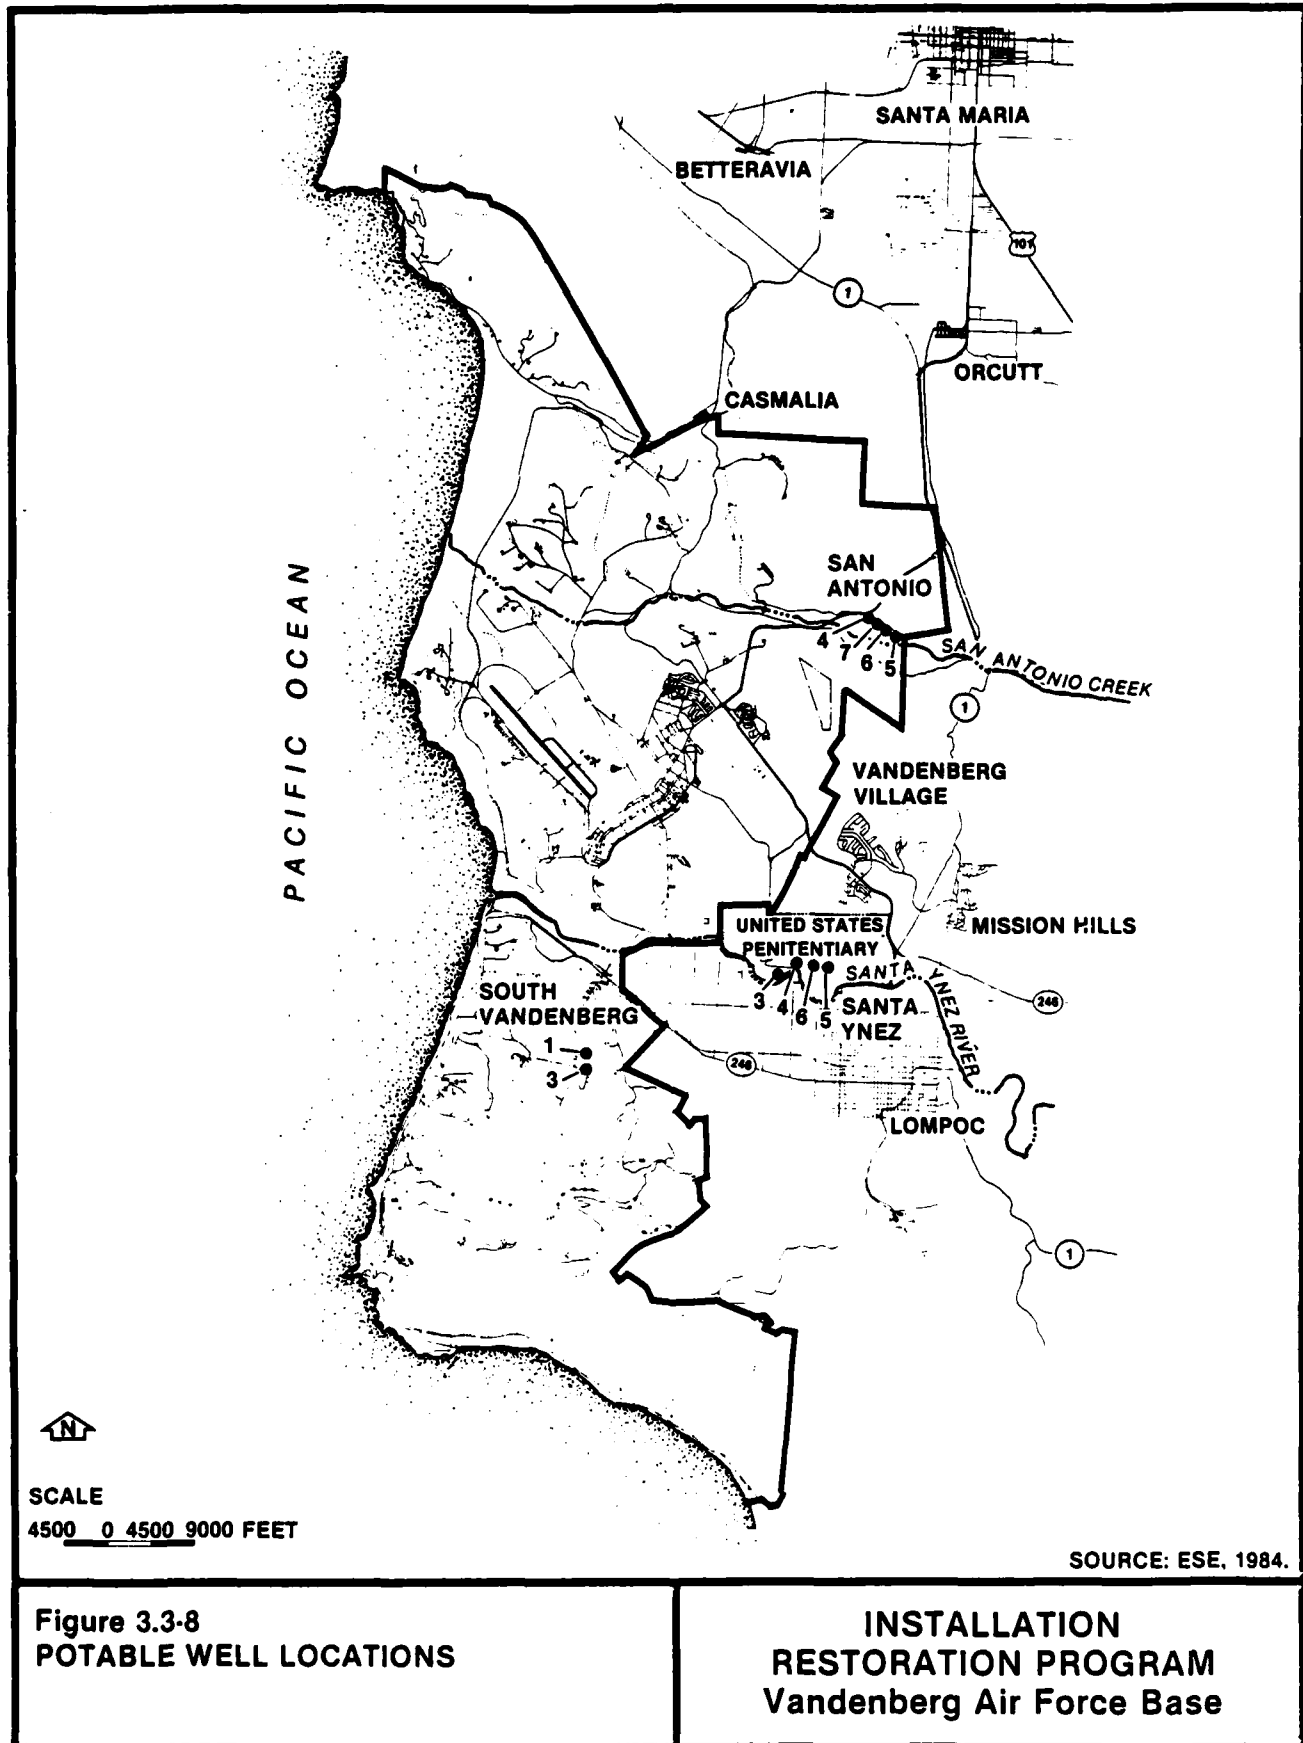 SANTA MARIA
BETTERAVIA
101
1
ORCUTT
CASMALIA
SAN
ANTONIO
4
7
6
5
SAN ANTONIO CREEK
1
PACIFIC OCEAN
VANDENBERG
VILLAGE
MISSION HILLS
UNITED STATES
PENITENTIARY
3
4
6
5
SANTA YNEZ RIVER
SANTA
YNEZ
246
SOUTH
VANDENBERG
1
3
246
LOMPOC
1
N
SCALE
4500 0 4500 9000 FEET
SOURCE: ESE, 1984.
Figure 3.3-8
POTABLE WELL LOCATIONS
INSTALLATION
RESTORATION PROGRAM
Vandenberg Air Force Base